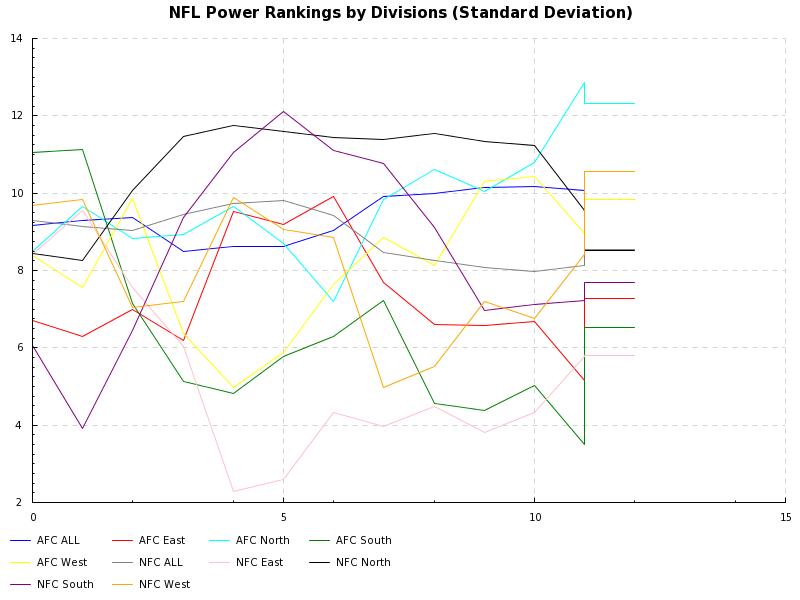 NFL Power Rankings by Divisions (Standard Deviation)
14
12
10
8
6
4
2
0 5 10 15
AFC ALL AFC East AFC North AFC South
AFC West NFC ALL NFC East NFC North
NFC South NFC West